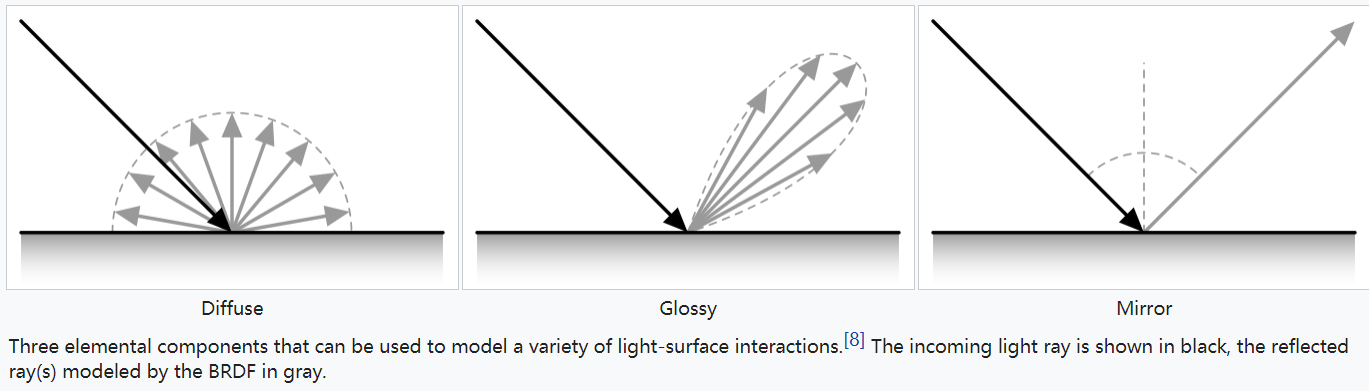 Diffuse
Glossy
Mirror
Three elemental components that can be used to model a variety of light-surface interactions.[8] The incoming light ray is shown in black, the reflected
ray(s) modeled by the BRDF in gray.